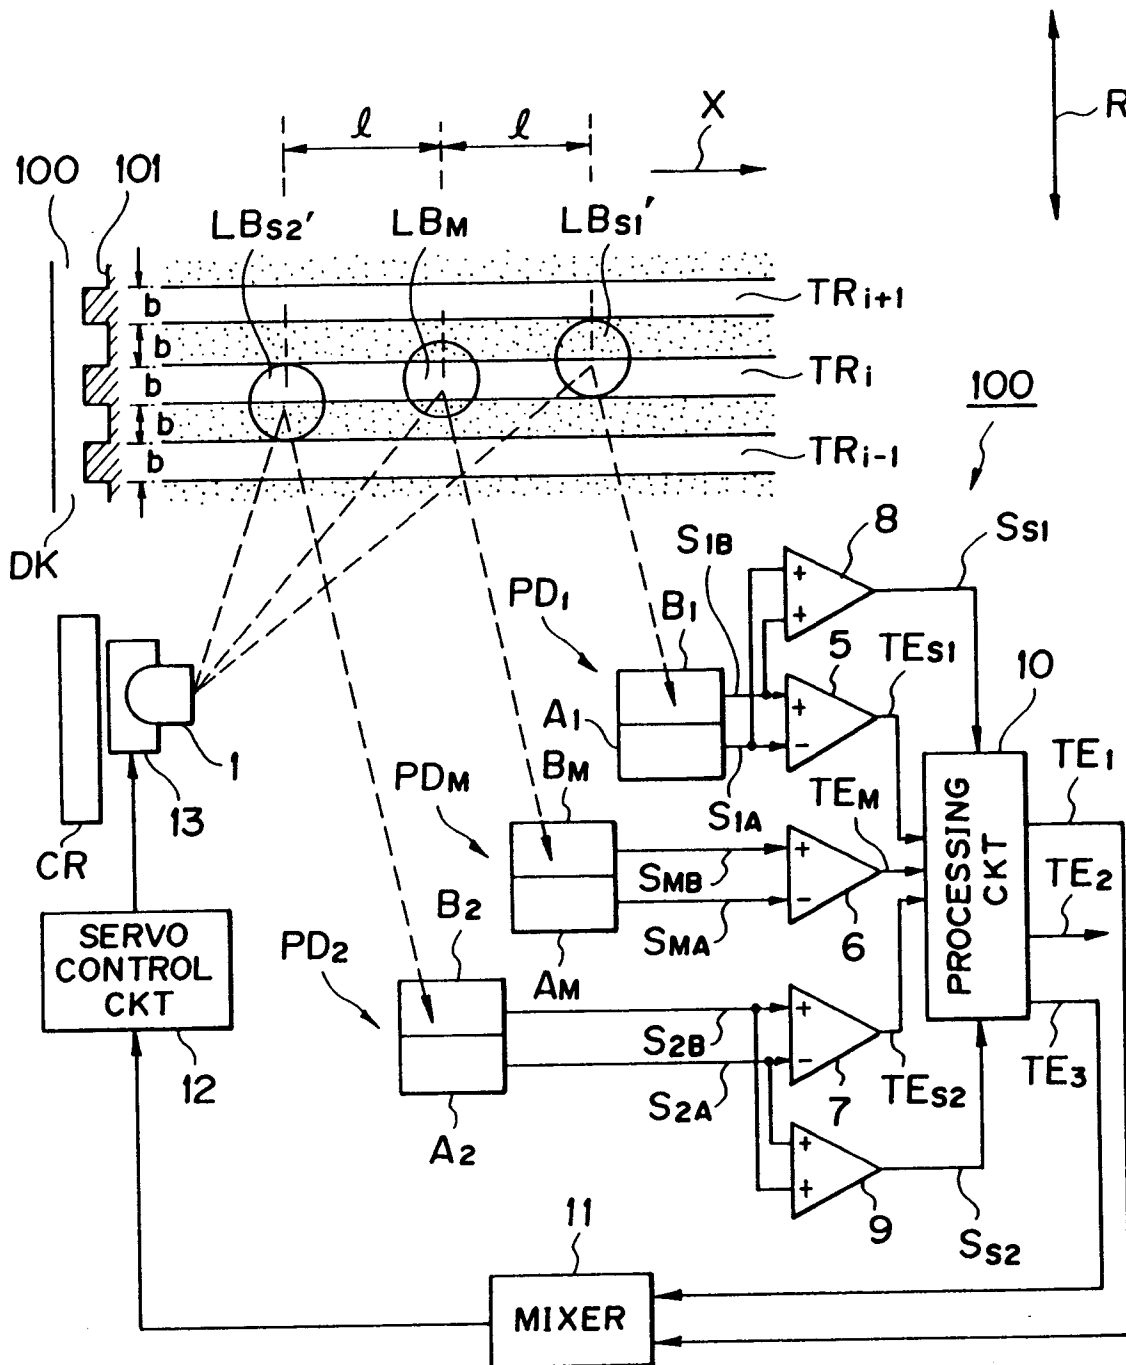 R
X
ℓ ℓ
100 101
LBS2' LBM LBS1'
b
b
b
b
b
TRi+1
TRi
TRi-1
DK
100
8
SS1
S1B
PD1
B1
5
TES1
10
A1
S1A
TE1
PDM
BM
TEM
PROCESSING
CKT
1
13
CR
SMB
TE2
B2
SMA
6
SERVO
CONTROL
CKT
PD2
AM
S2B
TE3
12
S2A
7
TES2
A2
9
SS2
11
MIXER
+
+
+
-
+
-
+
-
+
+